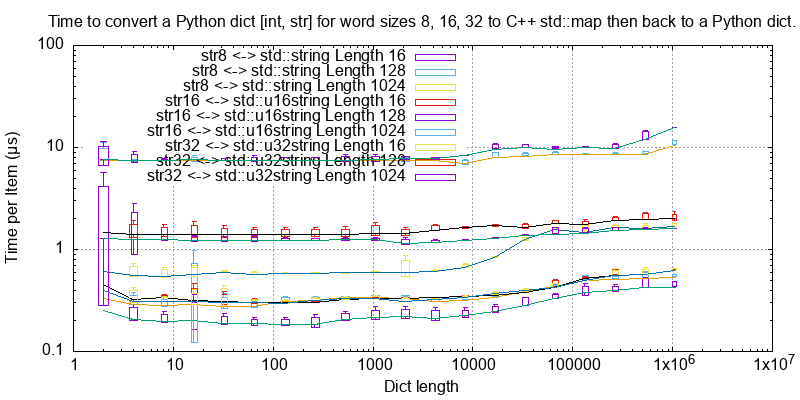 Time to convert a Python dict [int, str] for word sizes 8, 16, 32 to C++ std::map then back to a Python dict.
100
10
1
0.1
Time per Item (µs)
str8 <-> std::string Length 16
str8 <-> std::string Length 128
str8 <-> std::string Length 1024
str16 <-> std::u16string Length 16
str16 <-> std::u16string Length 128
str16 <-> std::u16string Length 1024
str32 <-> std::u32string Length 16
str32 <-> std::u32string Length 128
str32 <-> std::u32string Length 1024
1 10 100 1000 10000 100000 1x10^6 1x10^7
Dict length